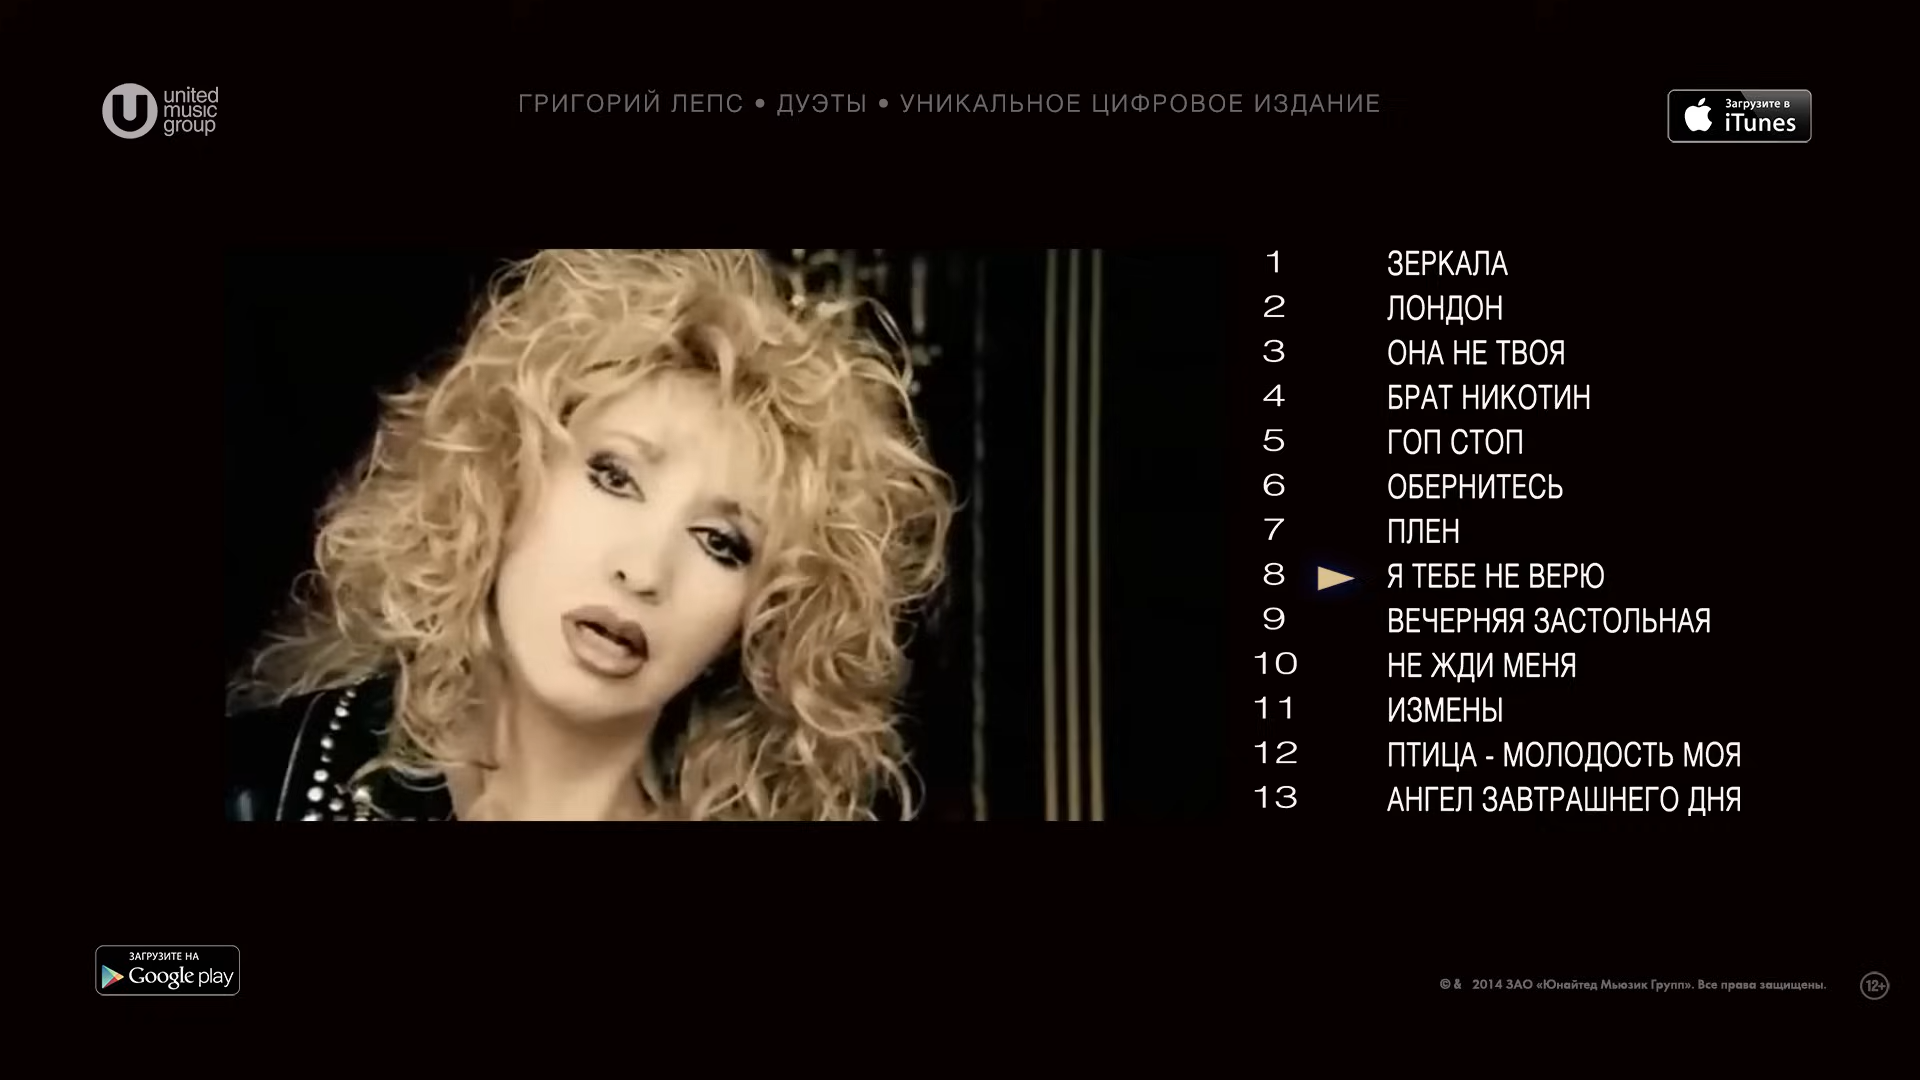 united
music
group
ГРИГОРИЙ ЛЕПС • ДУЭТЫ • УНИКАЛЬНОЕ ЦИФРОВОЕ ИЗДАНИЕ
Загрузите в
iTunes
1 ЗЕРКАЛА
2 ЛОНДОН
3 ОНА НЕ ТВОЯ
4 БРАТ НИКОТИН
5 ГОП СТОП
6 ОБЕРНИТЕСЬ
7 ПЛЕН
8 Я ТЕБЕ НЕ ВЕРЮ
9 ВЕЧЕРНЯЯ ЗАСТОЛЬНАЯ
10 НЕ ЖДИ МЕНЯ
11 ИЗМЕНЫ
12 ПТИЦА - МОЛОДОСТЬ МОЯ
13 АНГЕЛ ЗАВТРАШНЕГО ДНЯ
ЗАГРУЗИТЕ НА
Google play
© & 2014 ЗАО «Юнайтед Мьюзик Групп». Все права защищены.
12+